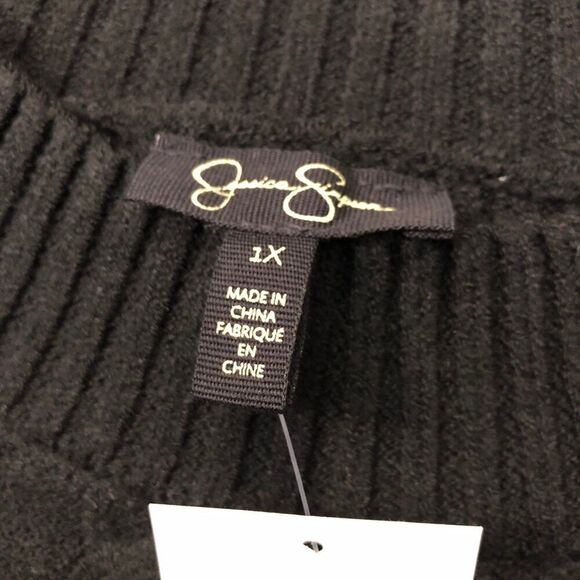 Jessica Simpson
1X
MADE IN
CHINA
FABRIQUÉ
EN
CHINE